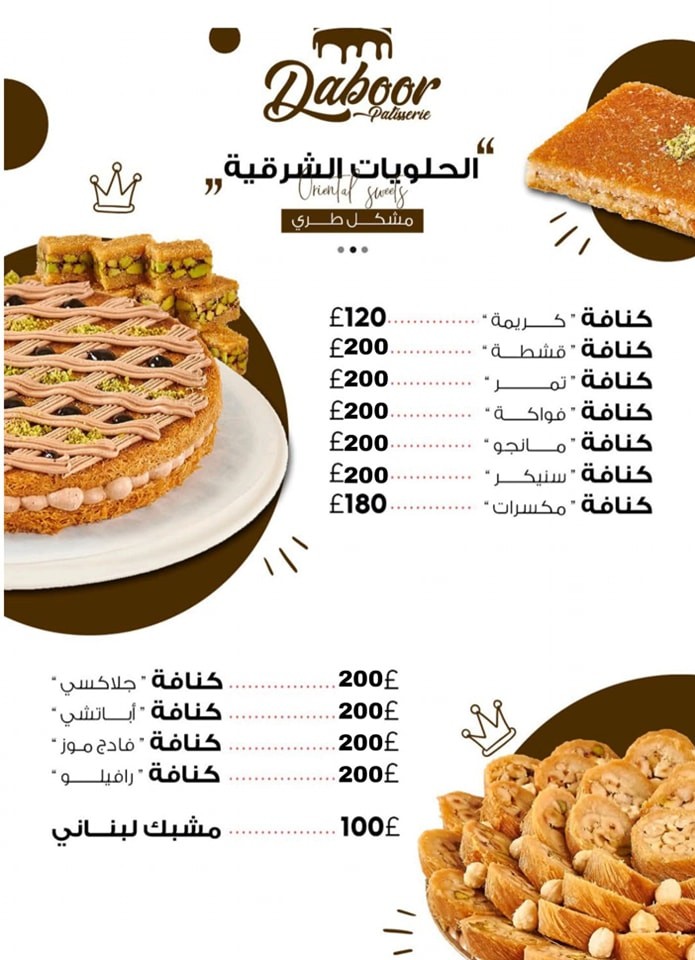 Daboor
Patisserie
"الحلويات الشرقية"
Oriental sweets
مشكل طري
كنافة "كريمة" ........ £120
كنافة "قشطة" ........ £200
كنافة "تمر" ........ £200
كنافة "فواكة" ........ £200
كنافة "مانجو" ........ £200
كنافة "سنيكر" ........ £200
كنافة "مكسرات" ........ £180
كنافة "جلاكسي" ........ 200£
كنافة "أباتشي" ........ 200£
كنافة "فادج موز" ........ 200£
كنافة "رافيلو" ........ 200£
مشبك لبناني ........ 100£